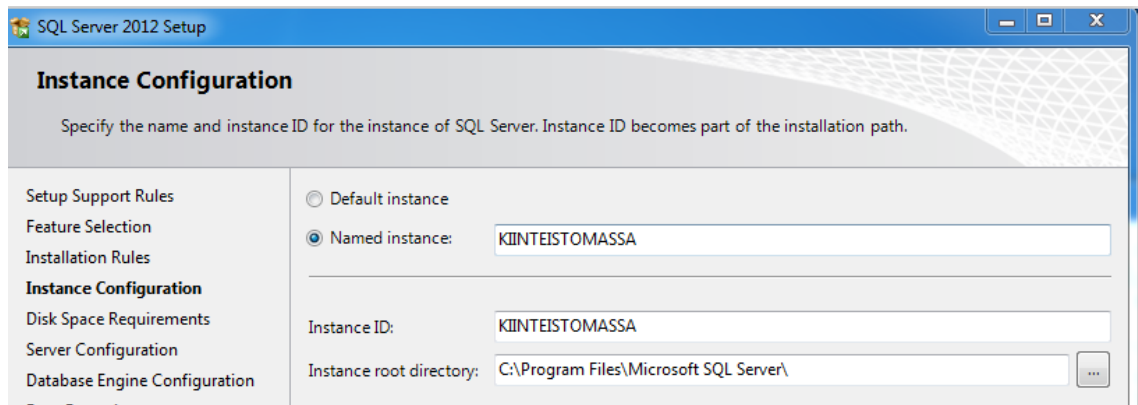 SQL Server 2012 Setup
Instance Configuration
Specify the name and instance ID for the instance of SQL Server. Instance ID becomes part of the installation path.
Setup Support Rules
Feature Selection
Installation Rules
Instance Configuration
Disk Space Requirements
Server Configuration
Database Engine Configuration
Default instance
Named instance: KIINTEISTOMASSA
Instance ID: KIINTEISTOMASSA
Instance root directory: C:\Program Files\Microsoft SQL Server\ ...